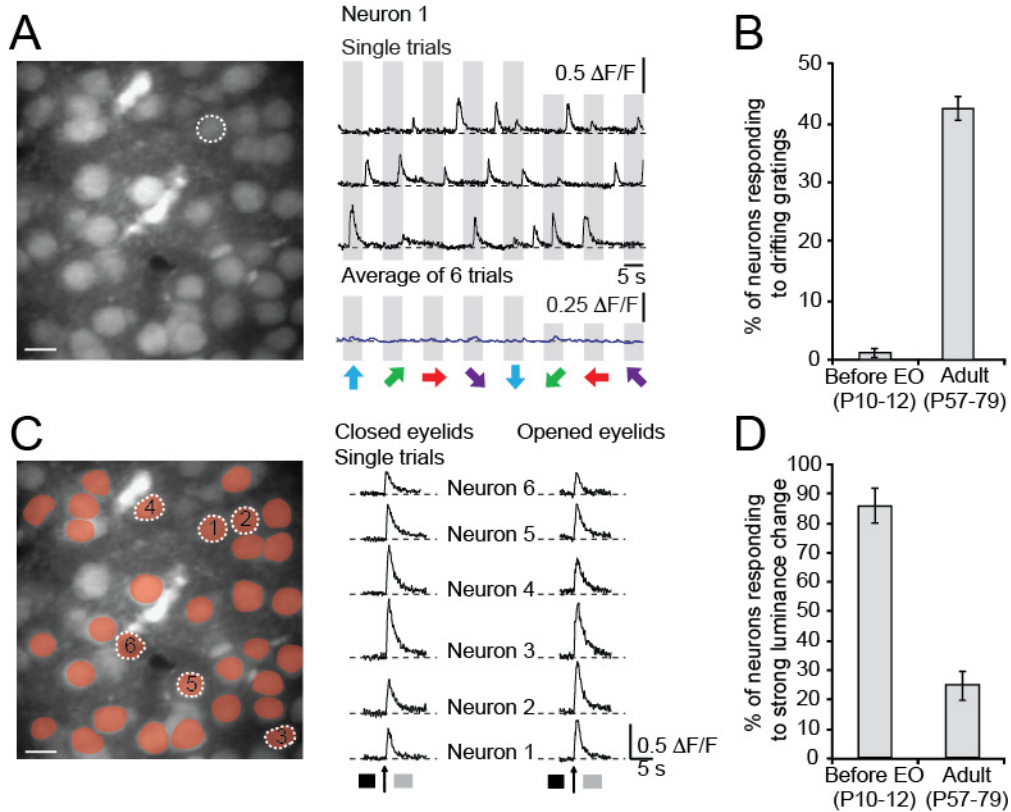 A
Neuron 1
Single trials
0.5 ΔF/F
5 s
Average of 6 trials
0.25 ΔF/F
B
% of neurons responding
to drifting gratings
50
40
30
20
10
0
Before EO
(P10-12)
Adult
(P57-79)
C
4
1
2
6
5
3
Closed eyelids
Single trials
Opened eyelids
Neuron 6
Neuron 5
Neuron 4
Neuron 3
Neuron 2
Neuron 1
0.5 ΔF/F
5 s
D
% of neurons responding
to strong luminance change
100
90
80
70
60
50
40
30
20
10
0
Before EO
(P10-12)
Adult
(P57-79)